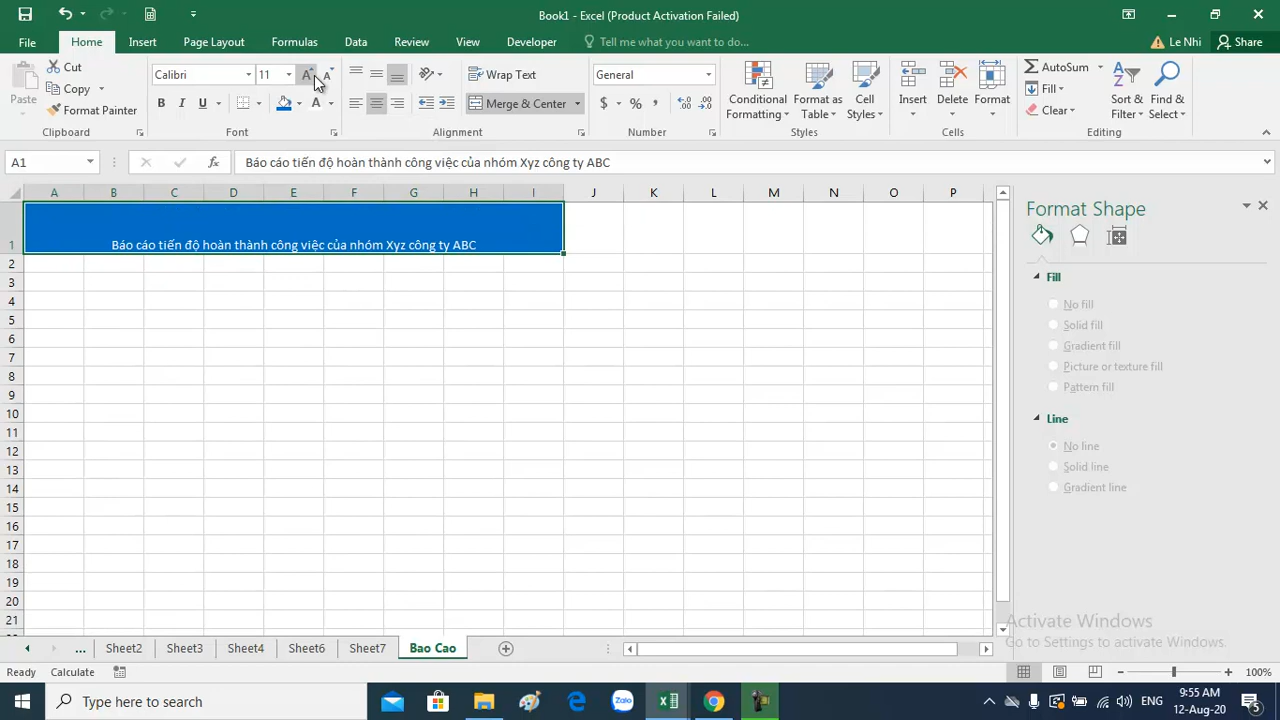 Book1 - Excel (Product Activation Failed)
File Home Insert Page Layout Formulas Data Review View Developer Tell me what you want to do... Le Nhi Share
Paste Cut Copy Format Painter Clipboard
Calibri 11 B I U A A A Font
Wrap Text Merge & Center Alignment
General $ % , Number
Conditional Formatting Format as Table Cell Styles Styles
Insert Delete Format Cells
AutoSum Fill Clear Sort & Filter Find & Select Editing
A1 fx Báo cáo tiến độ hoàn thành công việc của nhóm Xyz công ty ABC
A B C D E F G H I J K L M N O P
1 Báo cáo tiến độ hoàn thành công việc của nhóm Xyz công ty ABC
2
3
4
5
6
7
8
9
10
11
12
13
14
15
16
17
18
19
20
21
Format Shape
Fill
No fill
Solid fill
Gradient fill
Picture or texture fill
Pattern fill
Line
No line
Solid line
Gradient line
Activate Windows
Go to Settings to activate Windows.
... Sheet2 Sheet3 Sheet4 Sheet6 Sheet7 Bao Cao
Ready Calculate 100%
Type here to search Zalo ENG 9:55 AM 12-Aug-20 5